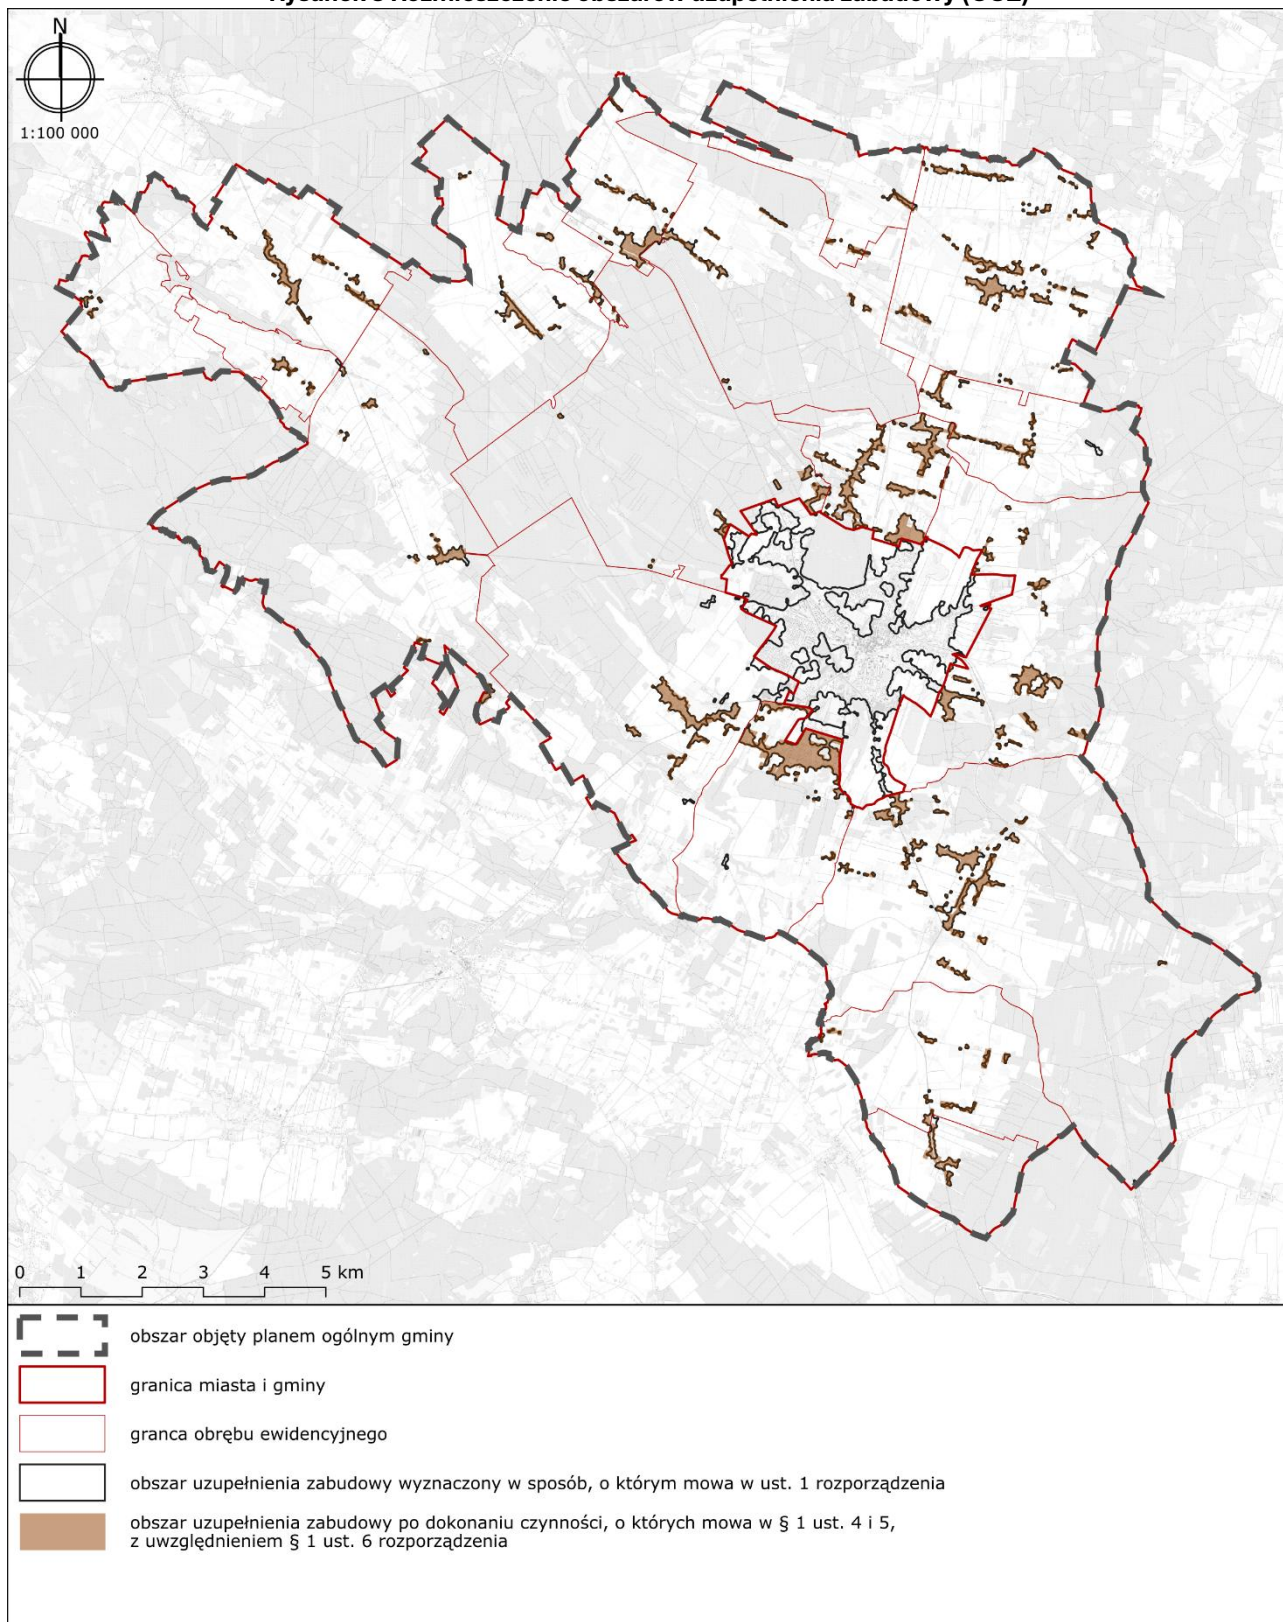 N
1:100 000
0 1 2 3 4 5 km
obszar objęty planem ogólnym gminy
granica miasta i gminy
granca obrębu ewidencyjnego
obszar uzupełnienia zabudowy wyznaczony w sposób, o którym mowa w ust. 1 rozporządzenia
obszar uzupełnienia zabudowy po dokonaniu czynności, o których mowa w § 1 ust. 4 i 5,
z uwzględnieniem § 1 ust. 6 rozporządzenia